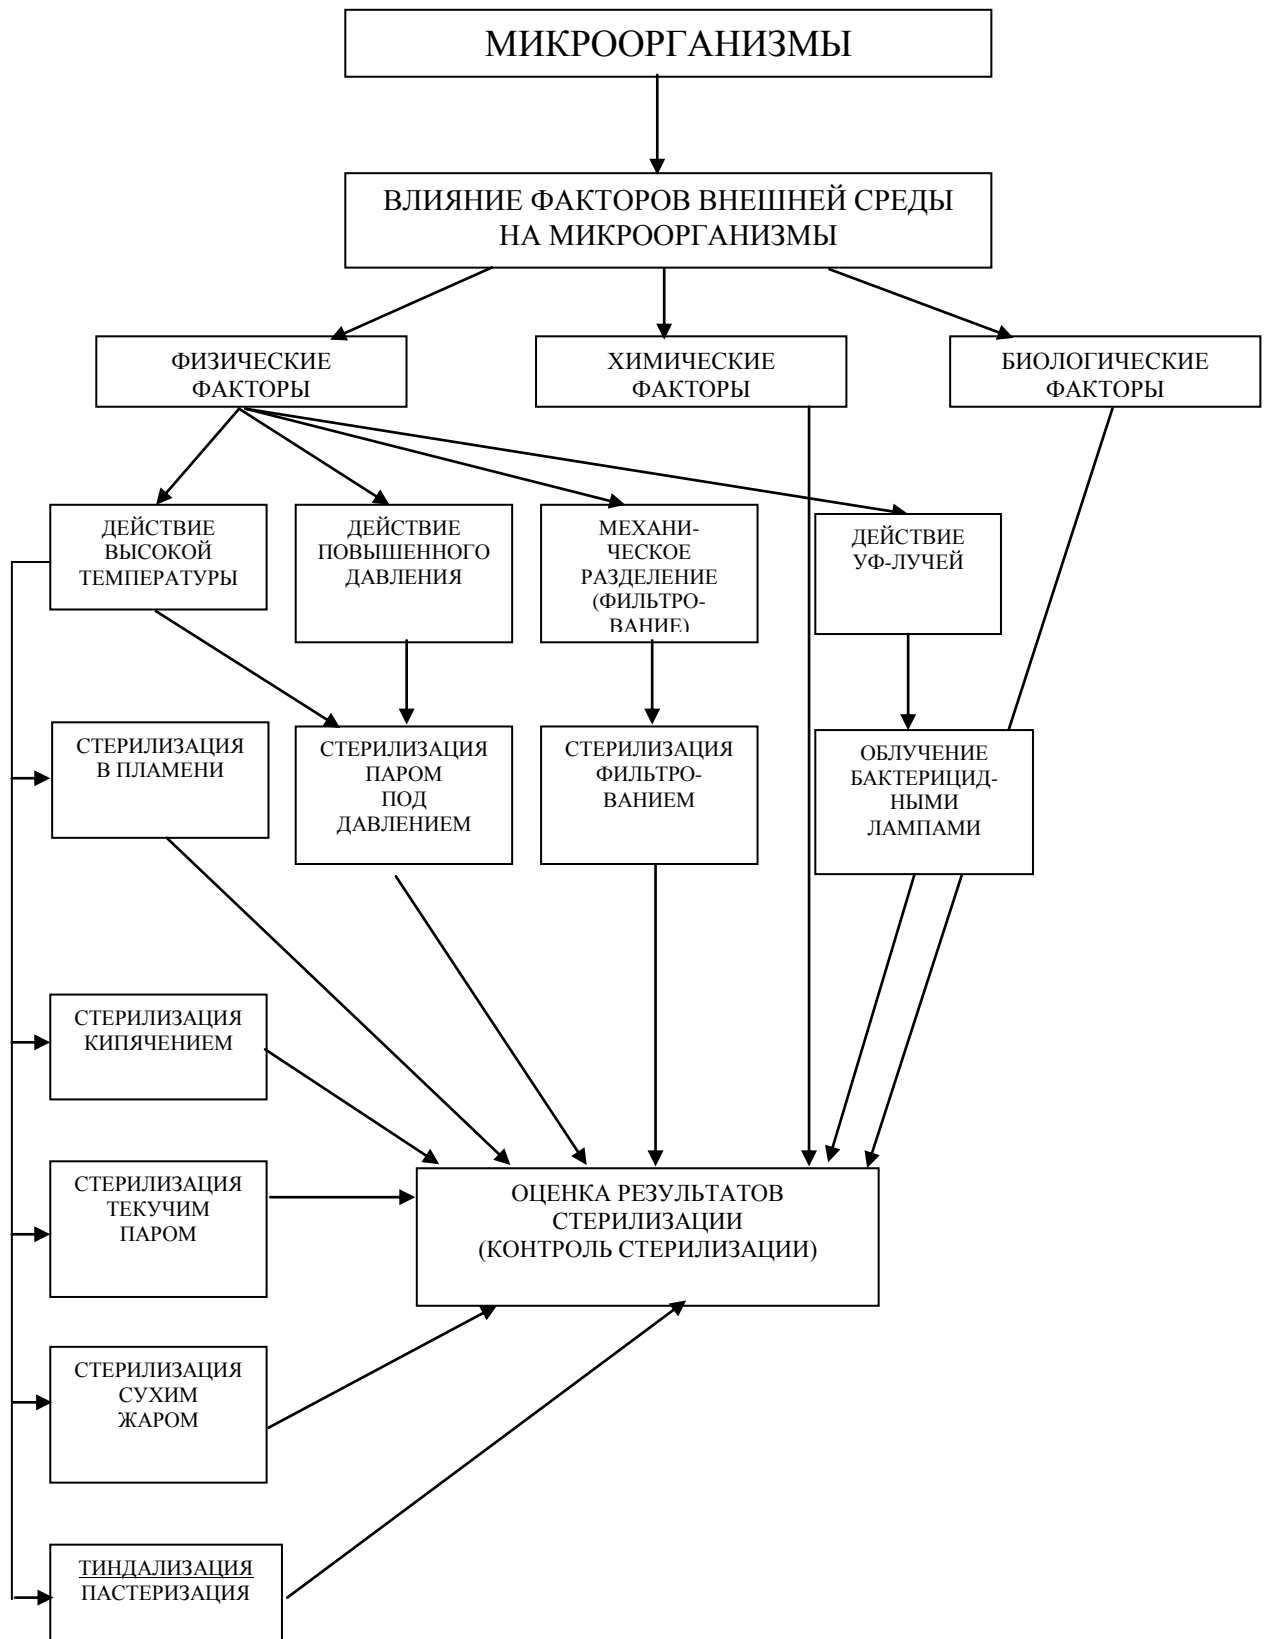 МИКРООРГАНИЗМЫ
ВЛИЯНИЕ ФАКТОРОВ ВНЕШНЕЙ СРЕДЫ
НА МИКРООРГАНИЗМЫ
ФИЗИЧЕСКИЕ
ФАКТОРЫ
ХИМИЧЕСКИЕ
ФАКТОРЫ
БИОЛОГИЧЕСКИЕ
ФАКТОРЫ
ДЕЙСТВИЕ
ВЫСОКОЙ
ТЕМПЕРАТУРЫ
ДЕЙСТВИЕ
ПОВЫШЕННОГО
ДАВЛЕНИЯ
МЕХАНИ-
ЧЕСКОЕ
РАЗДЕЛЕНИЕ
(ФИЛЬТРО-
ВАНИЕ)
ДЕЙСТВИЕ
УФ-ЛУЧЕЙ
СТЕРИЛИЗАЦИЯ
В ПЛАМЕНИ
СТЕРИЛИЗАЦИЯ
ПАРОМ
ПОД
ДАВЛЕНИЕМ
СТЕРИЛИЗАЦИЯ
ФИЛЬТРО-
ВАНИЕМ
ОБЛУЧЕНИЕ
БАКТЕРИЦИД-
НЫМИ
ЛАМПАМИ
СТЕРИЛИЗАЦИЯ
КИПЯЧЕНИЕМ
СТЕРИЛИЗАЦИЯ
ТЕКУЧИМ
ПАРОМ
ОЦЕНКА РЕЗУЛЬТАТОВ
СТЕРИЛИЗАЦИИ
(КОНТРОЛЬ СТЕРИЛИЗАЦИИ)
СТЕРИЛИЗАЦИЯ
СУХИМ
ЖАРОМ
ТИНДАЛИЗАЦИЯ
ПАСТЕРИЗАЦИЯ